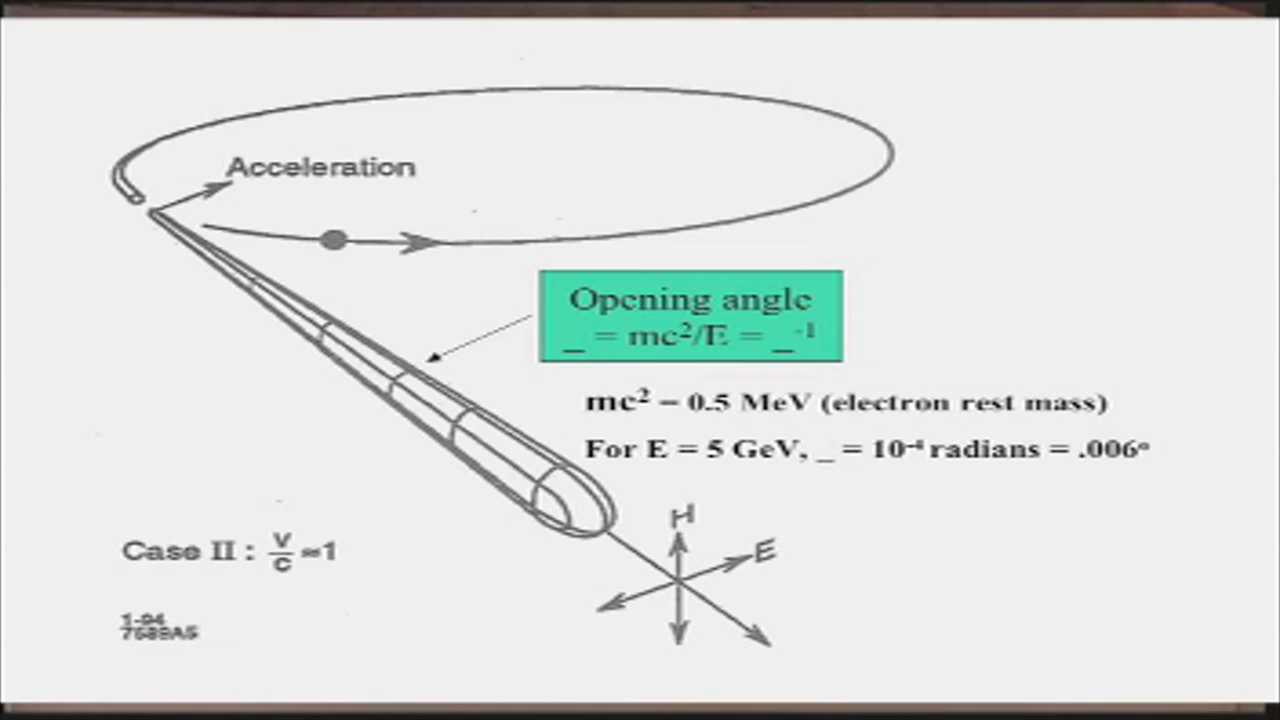 Acceleration
Opening angle
_ = mc²/E = _⁻¹
mc² = 0.5 MeV (electron rest mass)
For E = 5 GeV, _ = 10⁻⁴ radians = .006°
H
E
Case II : v/c ≈1
1-94
7589A5